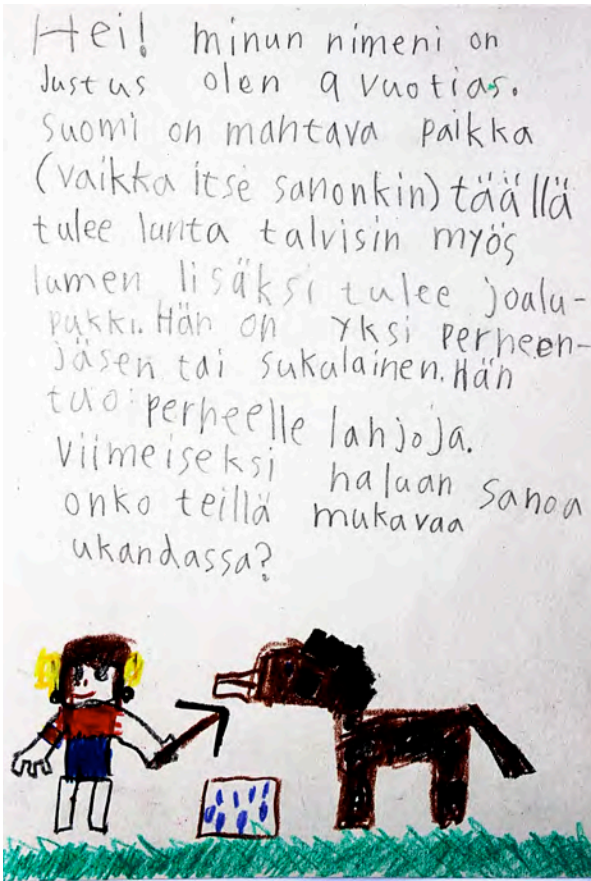 Hei! minun nimeni on
Justus olen 9 vuotias.
Suomi on mahtava paikka
(vaikka itse sanonkin) täällä
tulee lunta talvisin myös
lumen lisäksi tulee joalu-
pukki. Hän on yksi perheen-
jäsen tai sukulainen. Hän
tuo perheelle lahjoja.
viimeiseksi haluan sanoa
onko teillä mukavaa
ukandassa?